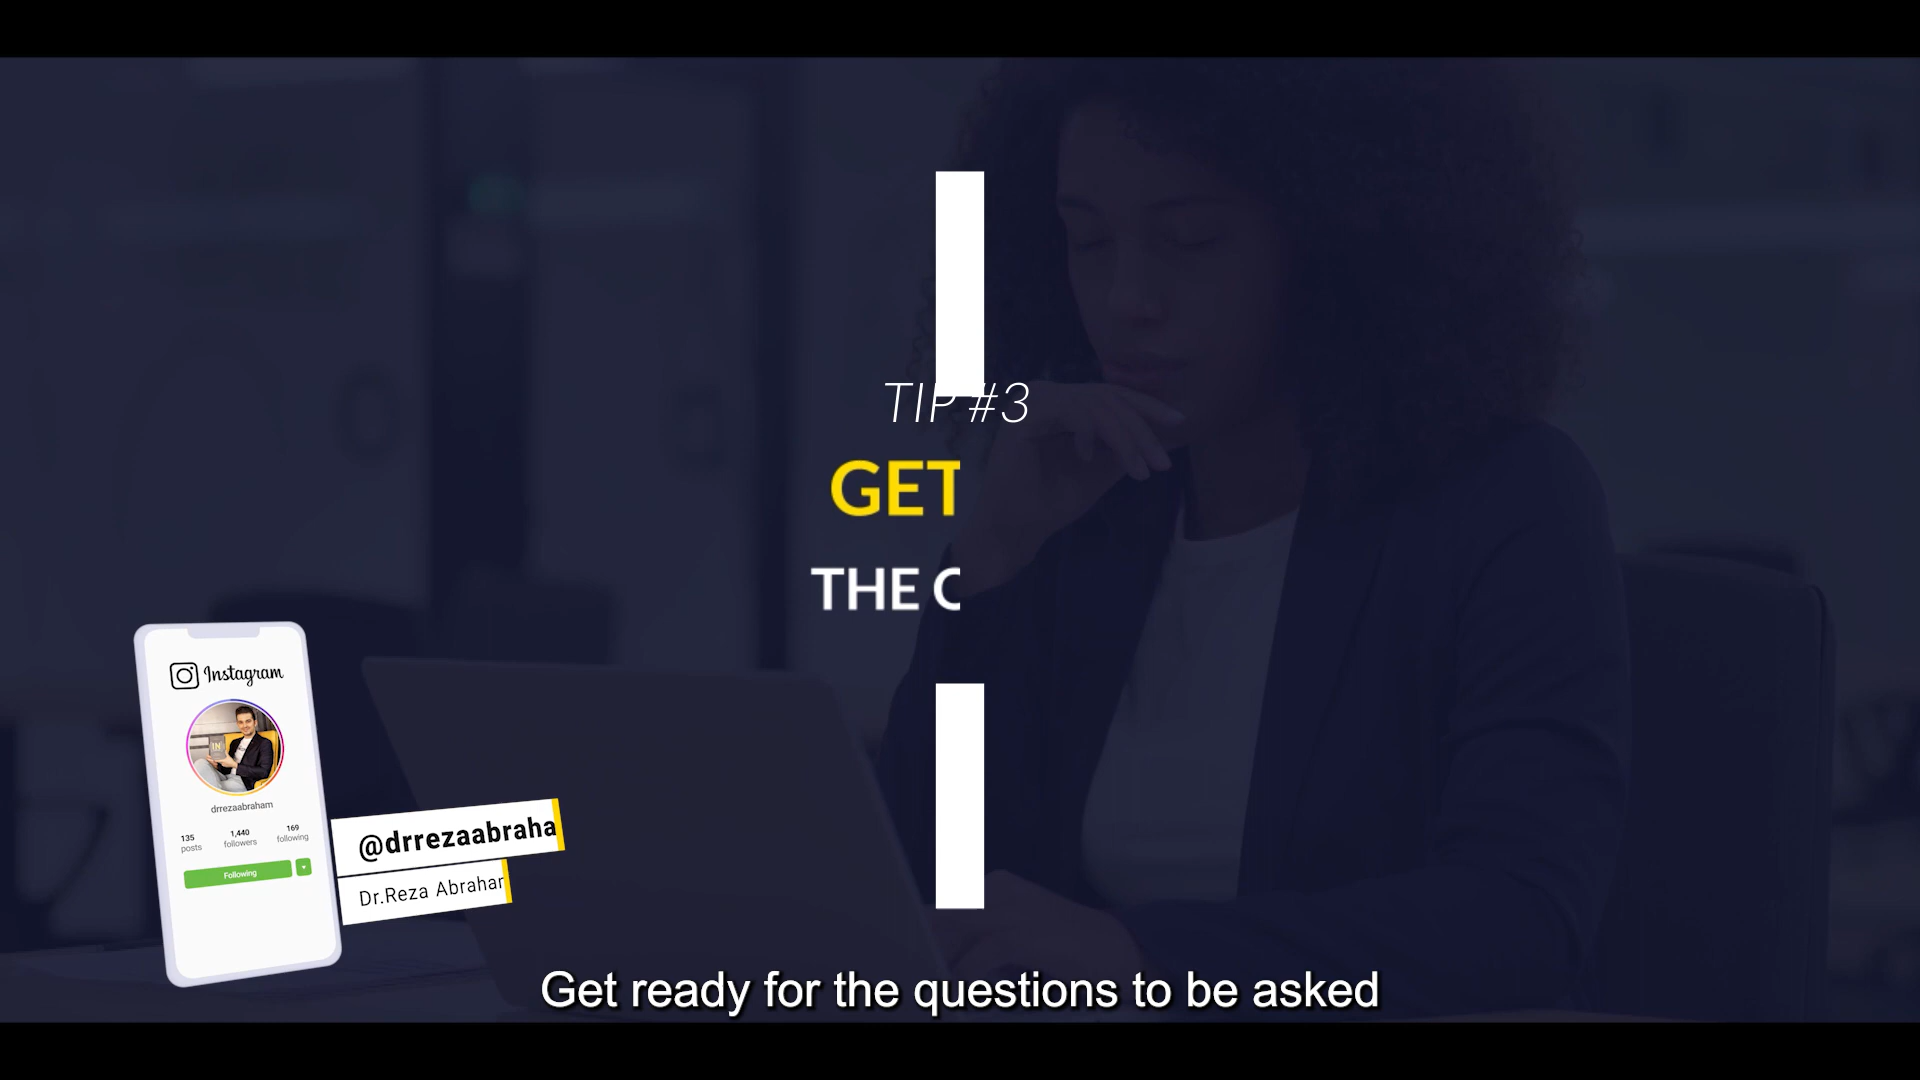 TIP #3
GET
THE
Instagram
drrezaabraham
135
posts
1,440
followers
169
following
Following
@drrezaabraha
Dr.Reza Abrahar
Get ready for the questions to be asked